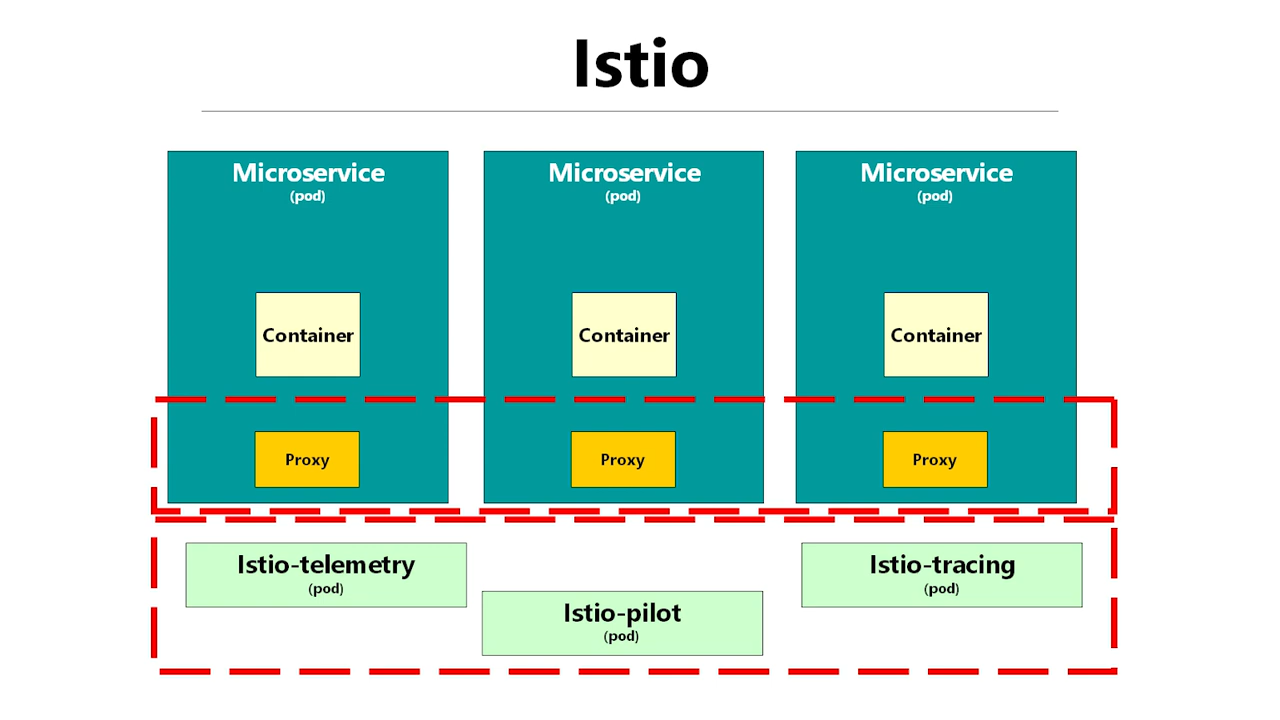 Istio
Microservice
(pod)
Microservice
(pod)
Microservice
(pod)
Container
Container
Container
Proxy
Proxy
Proxy
Istio-telemetry
(pod)
Istio-pilot
(pod)
Istio-tracing
(pod)